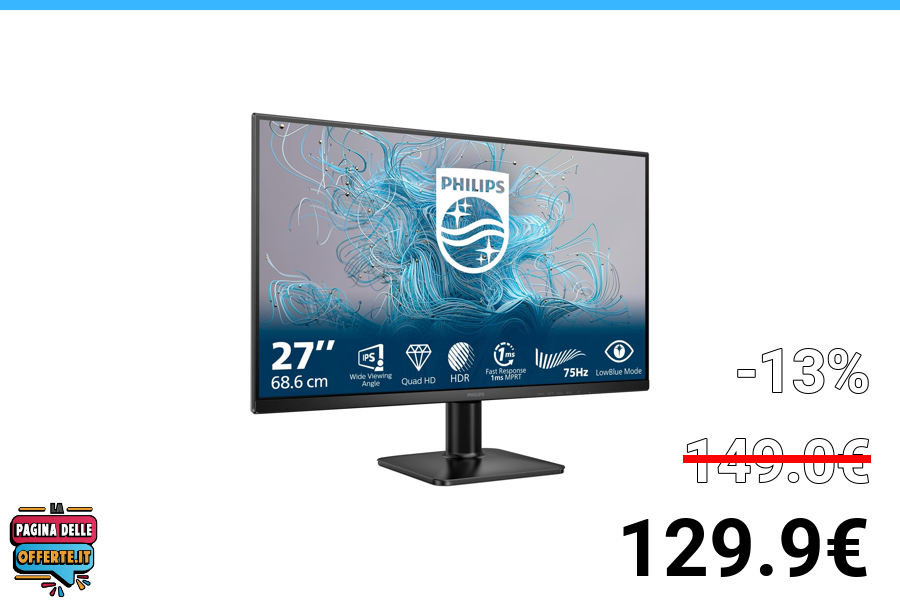 PHILIPS
27”
68.6 cm
IPS
Wide Viewing
Angle
Quad HD
HDR
1ms
Fast Response
1ms MPRT
75Hz
LowBlue Mode
PHILIPS
-13%
149.0€
129.9€
LA
PAGINA DELLE
OFFERTE.IT